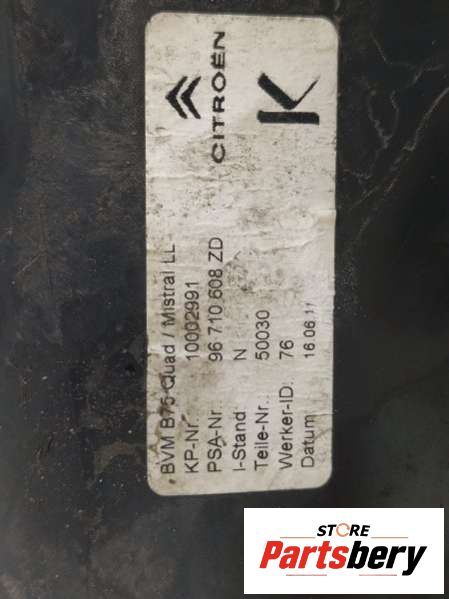 CITROËN
K
BVM B75 Quad / Mistral LL
KP-Nr. 10002991
PSA-Nr. 96 710 608 ZD
I-Stand N
Teile-Nr.: 50030
Werker-ID: 76
Datum 16.06.11
STORE
Partsbery